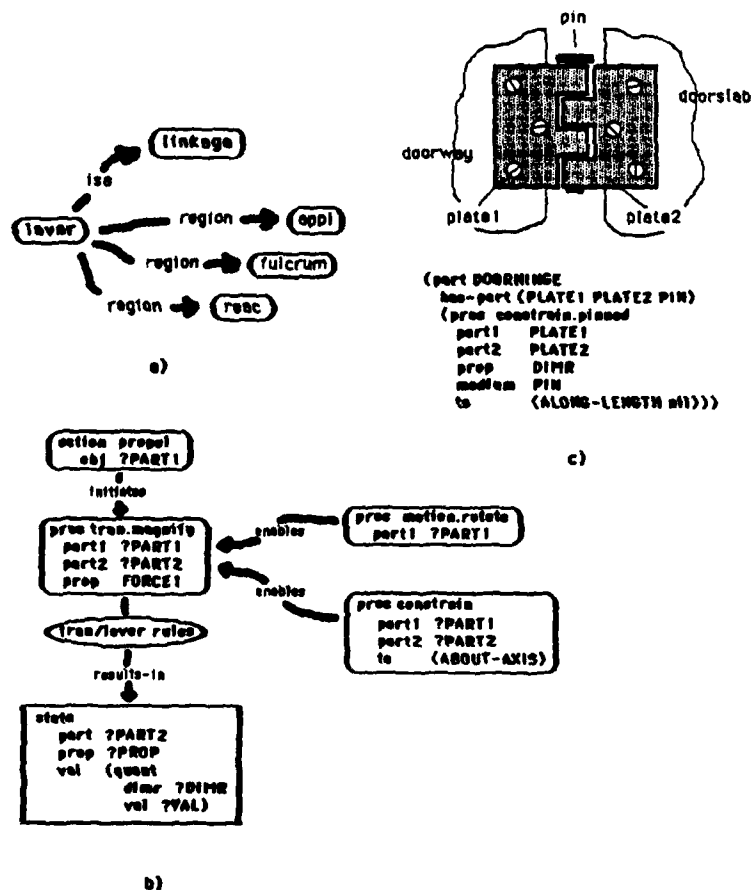 linkage
isa
lever
region
appl
region
fulcrum
region
reac
a)
pin
doorslab
doorway
plate1
plate2
(part DOORHINGE
has-part (PLATE1 PLATE2 PIN)
(proc constrain.pinned
part1 PLATE1
part2 PLATE2
prop DIMR
medium PIN
to (ALONG-LENGTH nil)))
c)
action propel
obj ?PART1
initiates
proc tran.magnify
part1 ?PART1
part2 ?PART2
prop FORCE1
enables
proc motion.rotate
part1 ?PART1
enables
proc constrain
part1 ?PART1
part2 ?PART2
to (ABOUT-AXIS)
tran/lever rules
results-in
state
part ?PART2
prop ?PROP
val (quant
dimr ?DIMR
val ?VAL)
b)